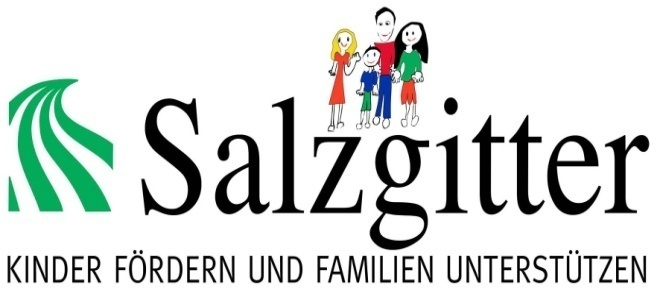 Salzgitter
KINDER FÖRDERN UND FAMILIEN UNTERSTÜTZEN